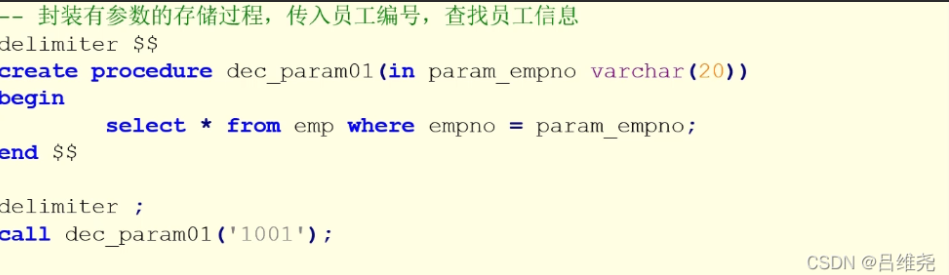 -- 封装有参数的存储过程，传入员工编号，查找员工信息
delimiter $$
create procedure dec_param01(in param_empno varchar(20))
begin
        select * from emp where empno = param_empno;
end $$

delimiter ;
call dec_param01('1001');
CSDN @吕维尧